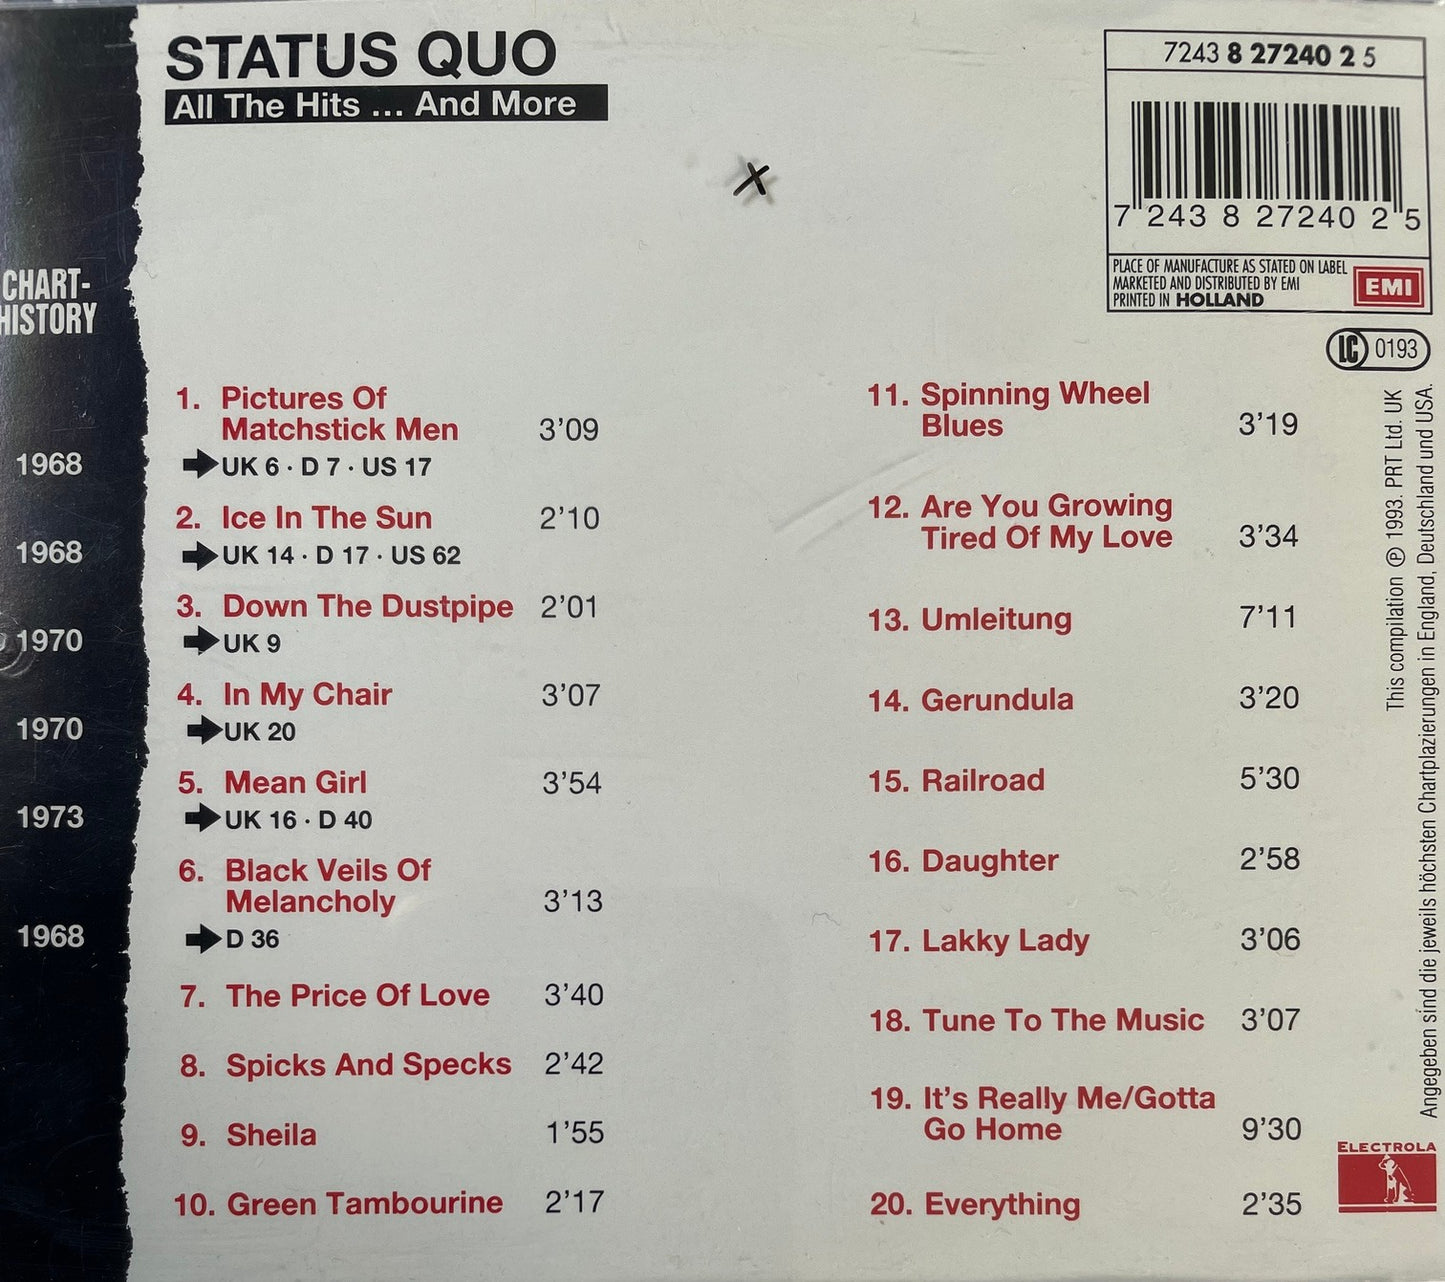 STATUS QUO
All The Hits ... And More
7243 8 27240 2 5
7 243 8 27240 2 5
PLACE OF MANUFACTURE AS STATED ON LABEL
MARKETED AND DISTRIBUTED BY EMI
PRINTED IN HOLLAND
EMI
LC 0193
CHART-
HISTORY
1. Pictures Of
Matchstick Men 3’09
1968 UK 6 · D 7 · US 17
2. Ice In The Sun 2’10
1968 UK 14 · D 17 · US 62
3. Down The Dustpipe 2’01
1970 UK 9
4. In My Chair 3’07
1970 UK 20
5. Mean Girl 3’54
1973 UK 16 · D 40
6. Black Veils Of
Melancholy 3’13
1968 D 36
7. The Price Of Love 3’40
8. Spicks And Specks 2’42
9. Sheila 1’55
10. Green Tambourine 2’17
11. Spinning Wheel
Blues 3’19
12. Are You Growing
Tired Of My Love 3’34
13. Umleitung 7’11
14. Gerundula 3’20
15. Railroad 5’30
16. Daughter 2’58
17. Lakky Lady 3’06
18. Tune To The Music 3’07
19. It’s Really Me/Gotta
Go Home 9’30
20. Everything 2’35
This compilation ℗ 1993. PRT Ltd. UK
Angegeben sind die jeweils höchsten Chartplazierungen in England, Deutschland und USA.
ELECTROLA